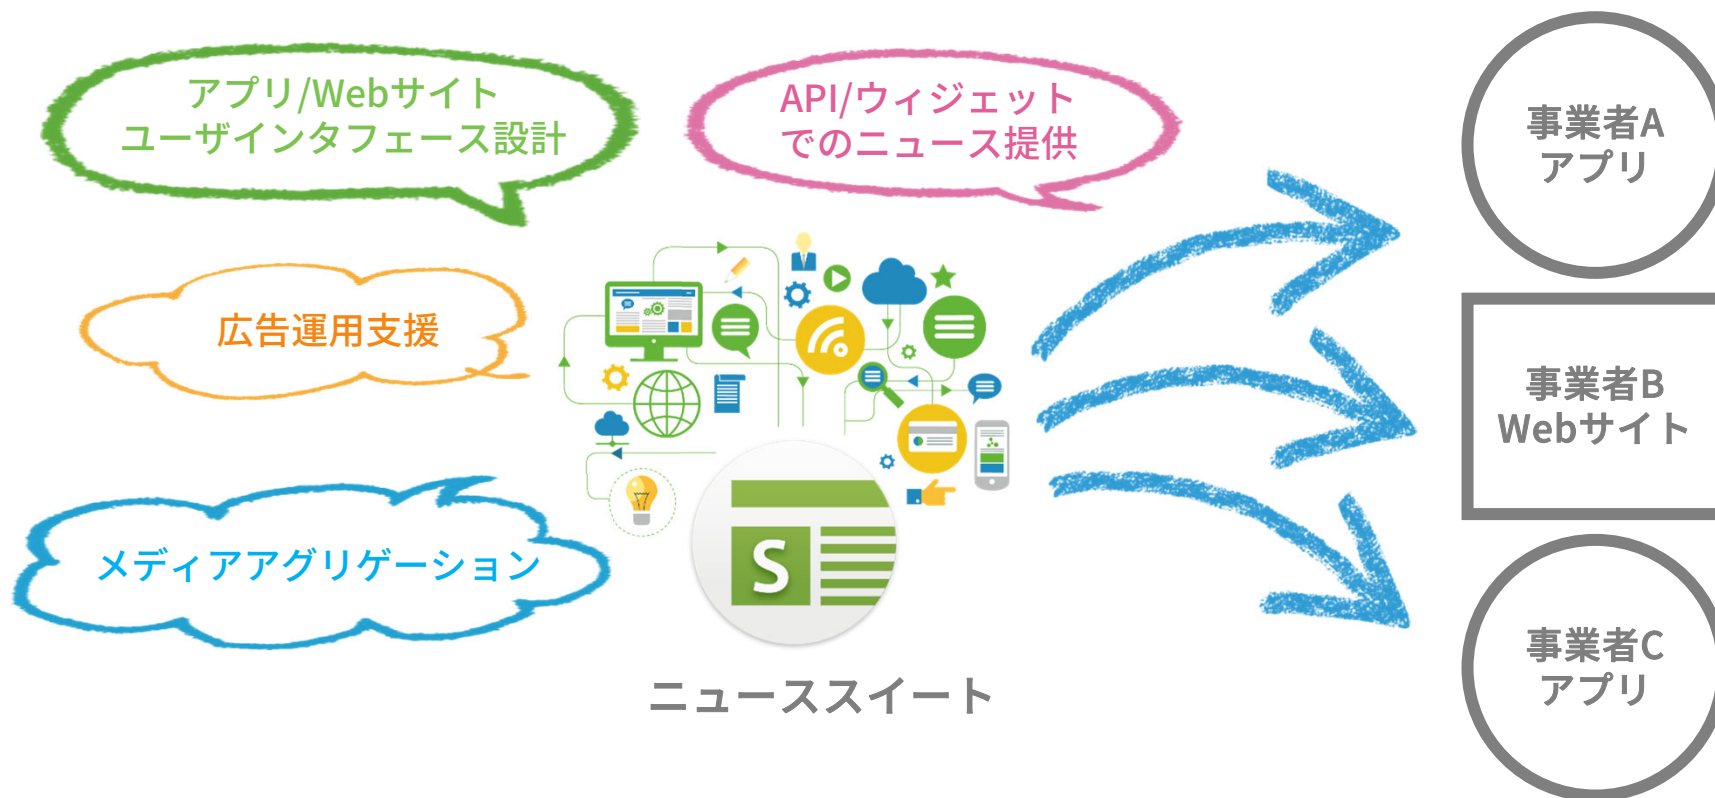 アプリ/Webサイト
ユーザインタフェース設計
API/ウィジェット
でのニュース提供
広告運用支援
メディアアグリゲーション
S
ニューススイート
事業者A
アプリ
事業者B
Webサイト
事業者C
アプリ